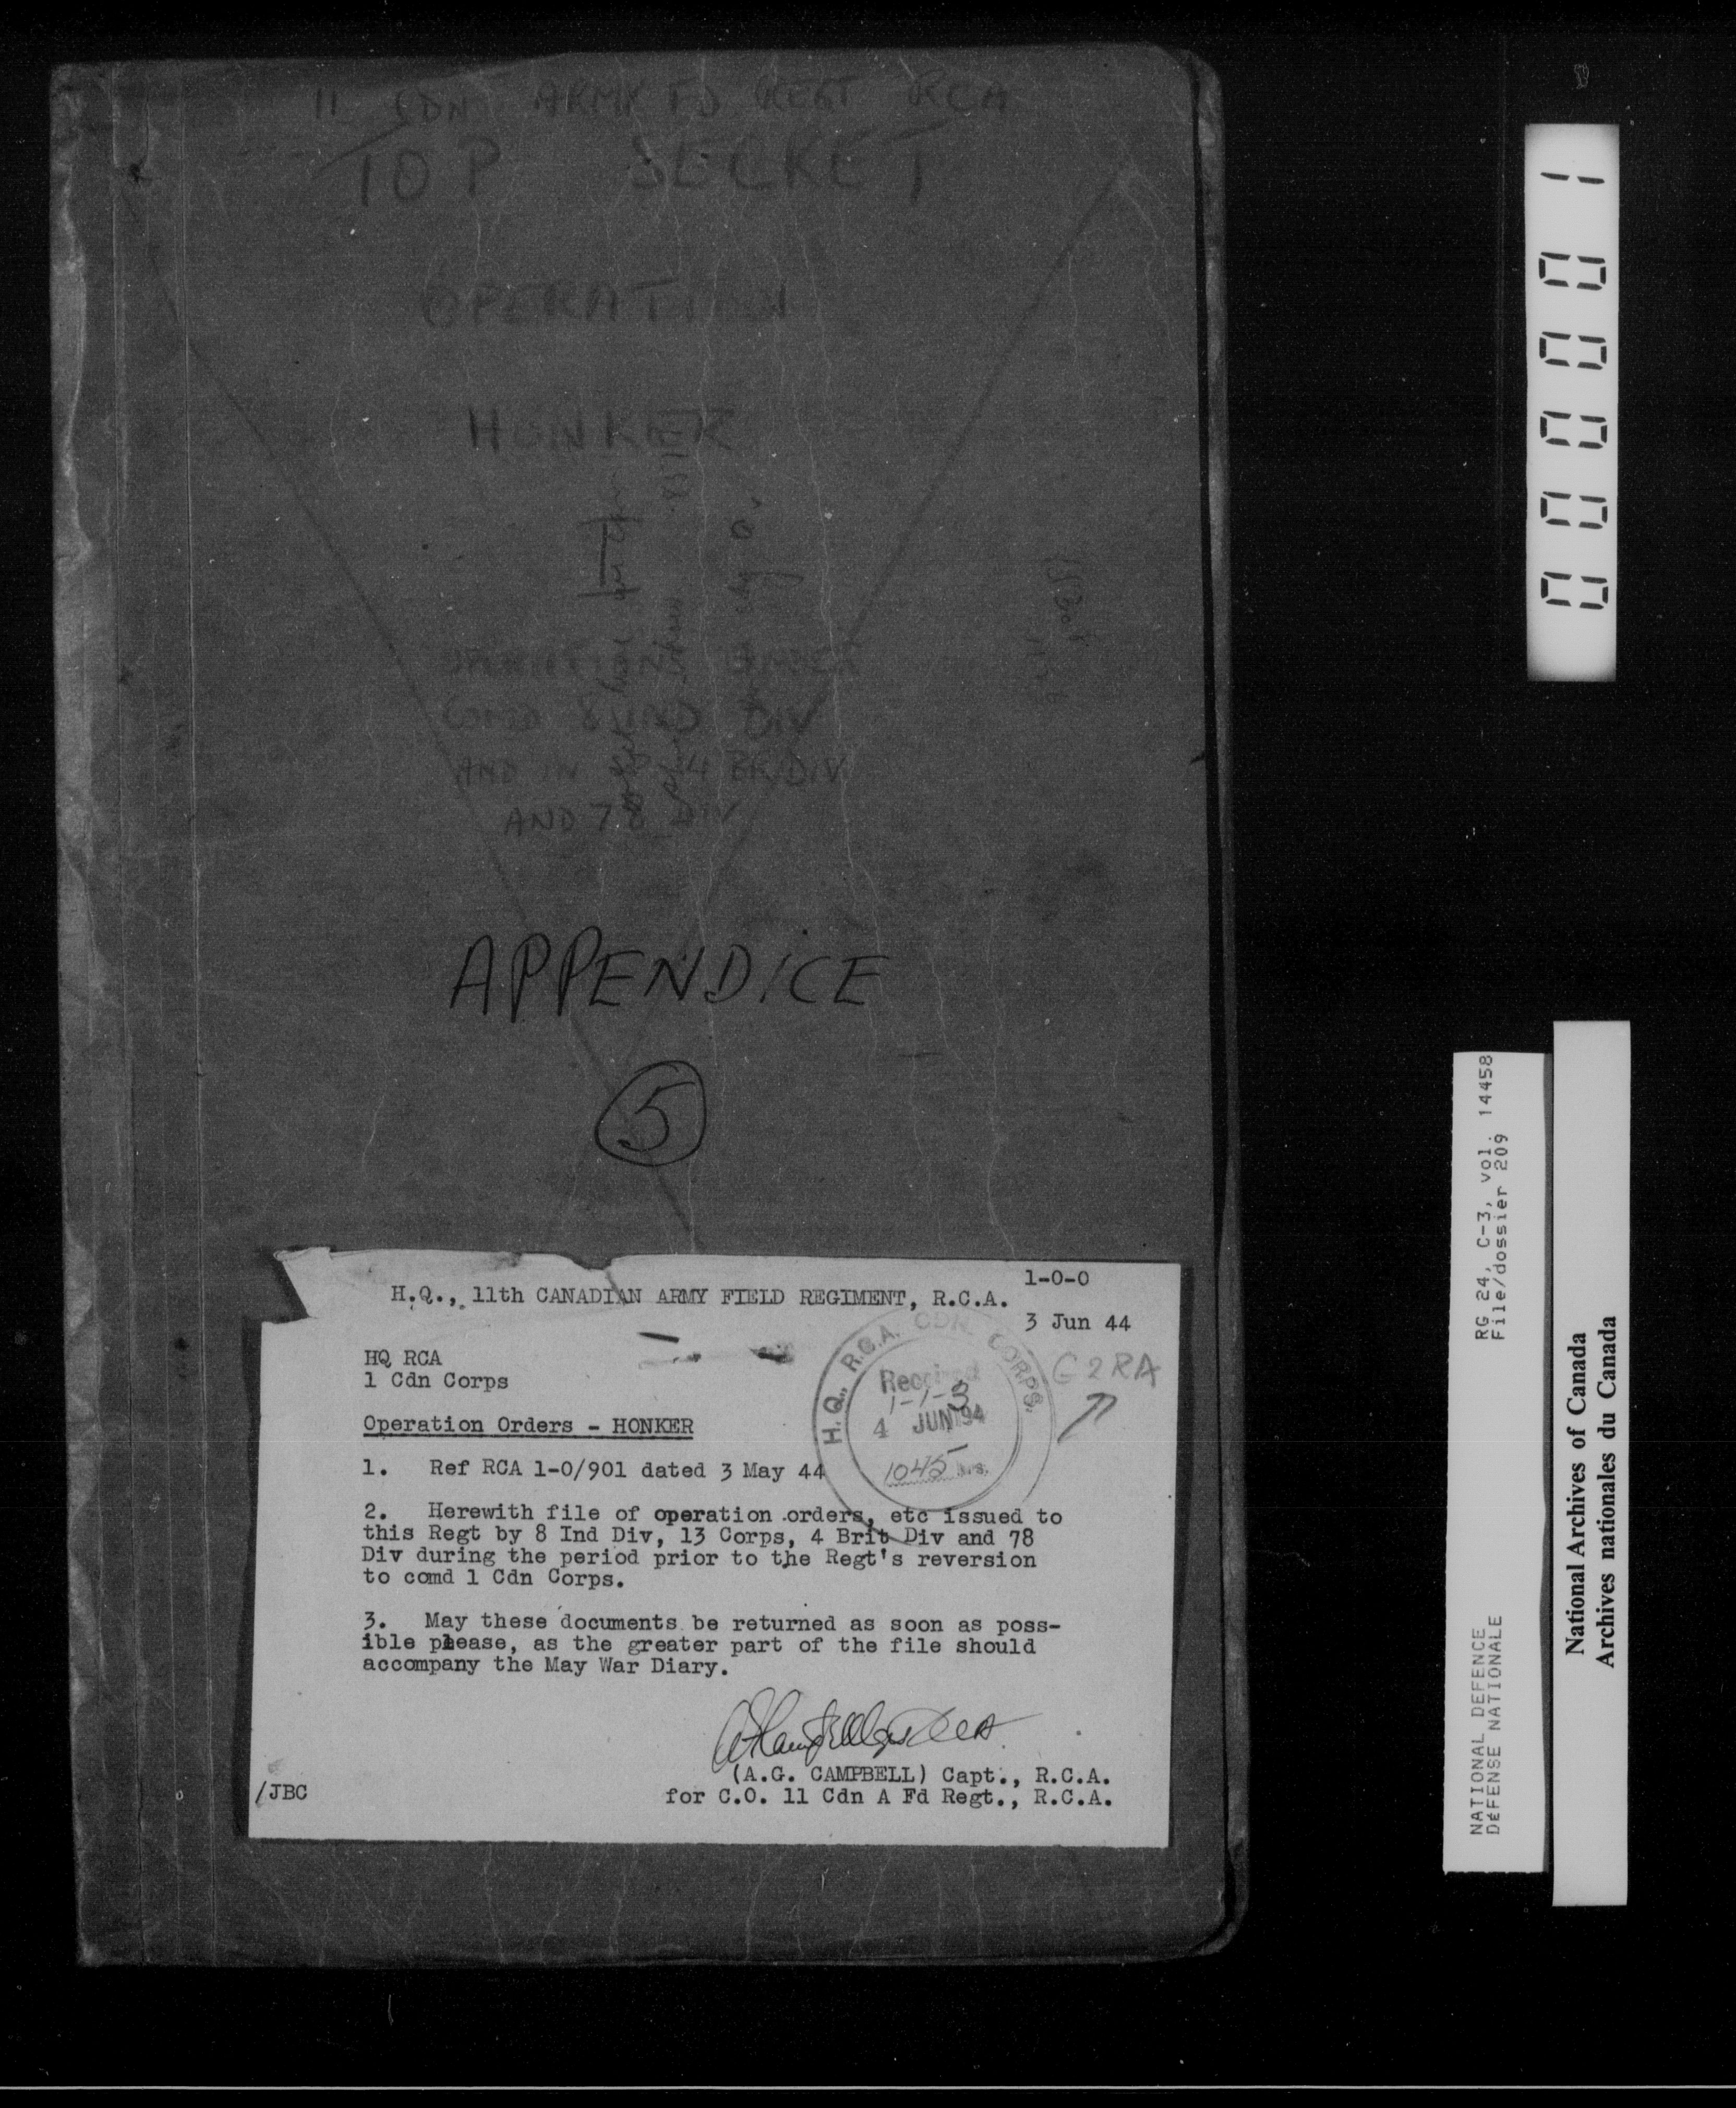 11 CDN ARMY FD REGT RCA
TOP SECRET
OPERATION
HONKER
OPERATIONS UNDER
COMD 8 IND DIV
AND IN 4 BR DIV
AND 78 DIV
APPENDICE
5
1-0-0
H.Q., 11th CANADIAN ARMY FIELD REGIMENT, R.C.A.
3 Jun 44
HQ RCA
1 Cdn Corps
G2RA
H.Q., R.C.A. CDN. CORPS.
Received
1-1-3
4 JUN 194
1045 hrs.
Operation Orders - HONKER
1. Ref RCA 1-0/901 dated 3 May 44
2. Herewith file of operation orders, etc issued to
this Regt by 8 Ind Div, 13 Corps, 4 Brit Div and 78
Div during the period prior to the Regt's reversion
to comd 1 Cdn Corps.
3. May these documents be returned as soon as poss-
ible please, as the greater part of the file should
accompany the May War Diary.
(A.G. CAMPBELL) Capt., R.C.A.
/JBC for C.O. 11 Cdn A Fd Regt., R.C.A.
000001
RG 24, C-3, vol. 14458
File/dossier 209
NATIONAL DEFENCE
DÉFENSE NATIONALE
National Archives of Canada
Archives nationales du Canada